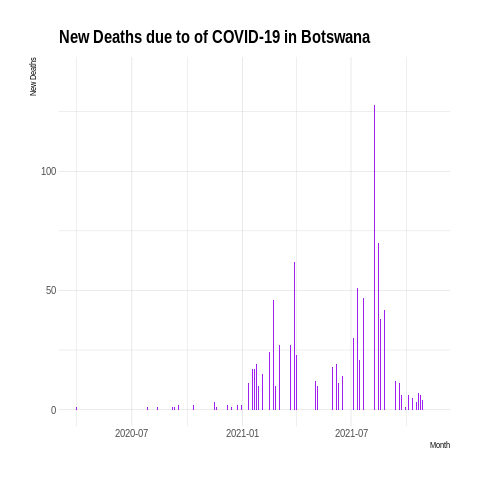 New Deaths due to of COVID-19 in Botswana
New Deaths
100
50
0
2020-07
2021-01
2021-07
Month